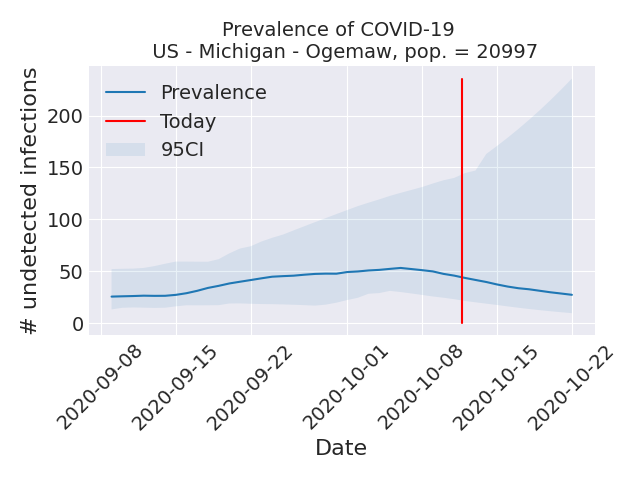 Prevalence of COVID-19
US - Michigan - Ogemaw, pop. = 20997
# undetected infections
200
150
100
50
0
Prevalence
Today
95CI
2020-09-08
2020-09-15
2020-09-22
2020-10-01
2020-10-08
2020-10-15
2020-10-22
Date